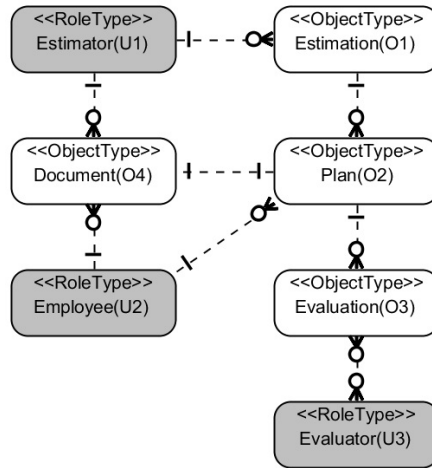 <<RoleType>>
Estimator(U1)
<<ObjectType>>
Estimation(O1)
<<ObjectType>>
Document(O4)
<<ObjectType>>
Plan(O2)
<<RoleType>>
Employee(U2)
<<ObjectType>>
Evaluation(O3)
<<RoleType>>
Evaluator(U3)